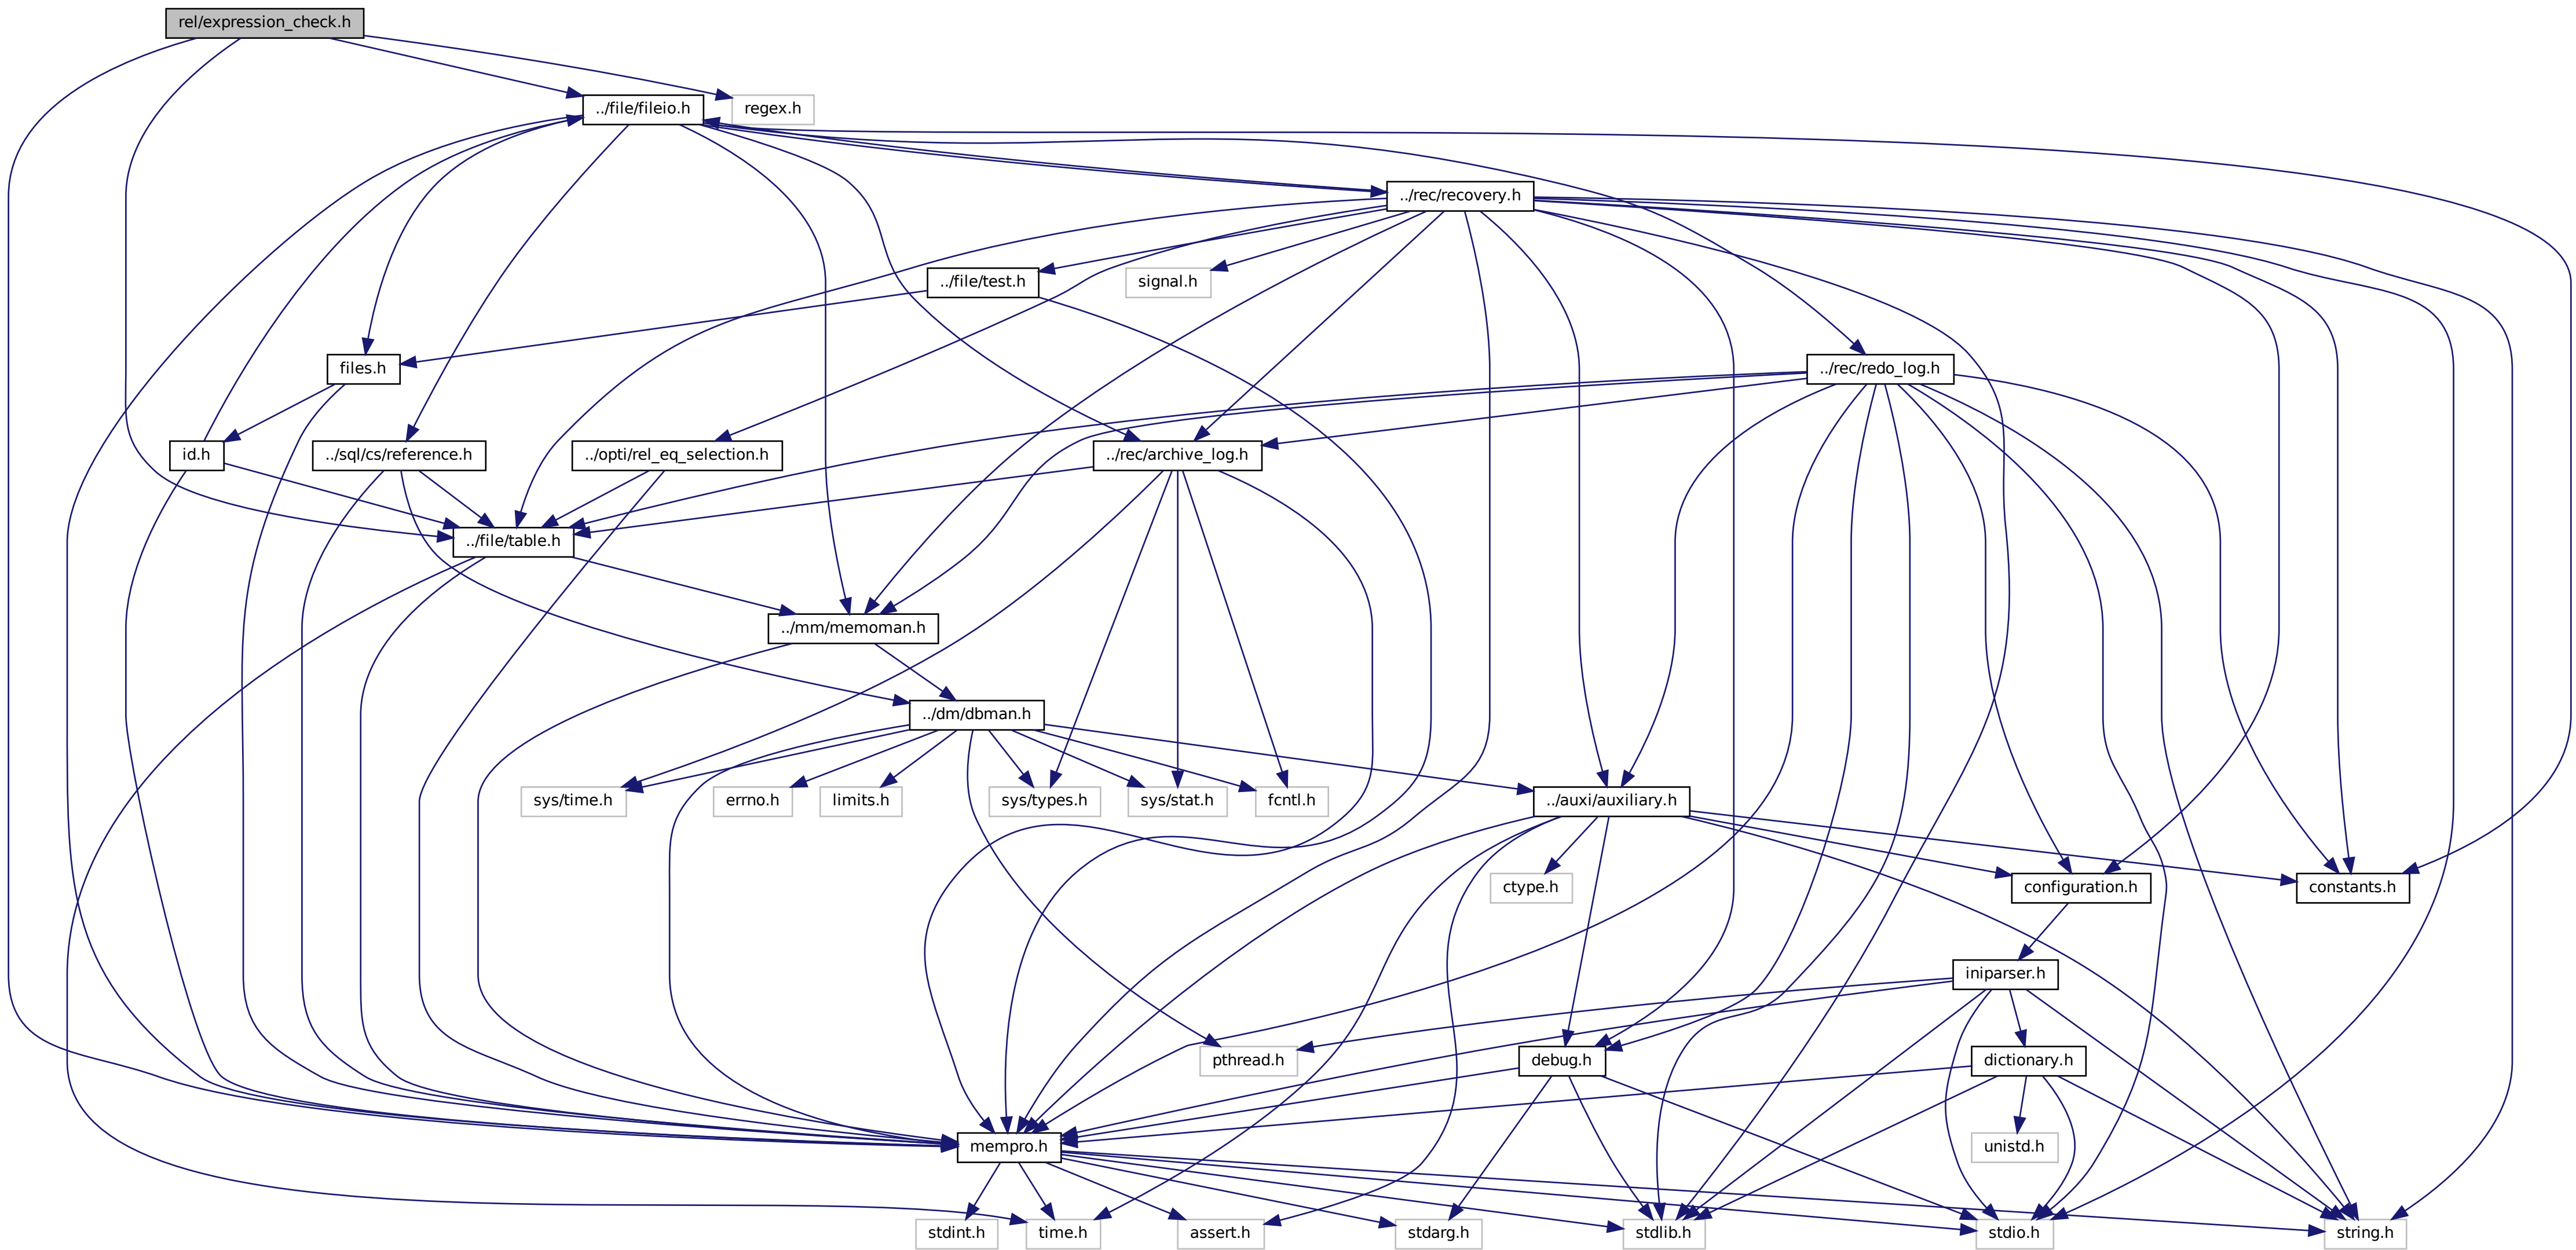 rel/expression_check.h
../file/fileio.h
regex.h
../rec/recovery.h
../file/test.h
signal.h
files.h
../rec/redo_log.h
id.h
../sql/cs/reference.h
../opti/rel_eq_selection.h
../rec/archive_log.h
../file/table.h
../mm/memoman.h
../dm/dbman.h
sys/time.h
errno.h
limits.h
sys/types.h
sys/stat.h
fcntl.h
../auxi/auxiliary.h
ctype.h
configuration.h
constants.h
iniparser.h
pthread.h
debug.h
dictionary.h
mempro.h
unistd.h
stdint.h
time.h
assert.h
stdarg.h
stdlib.h
stdio.h
string.h